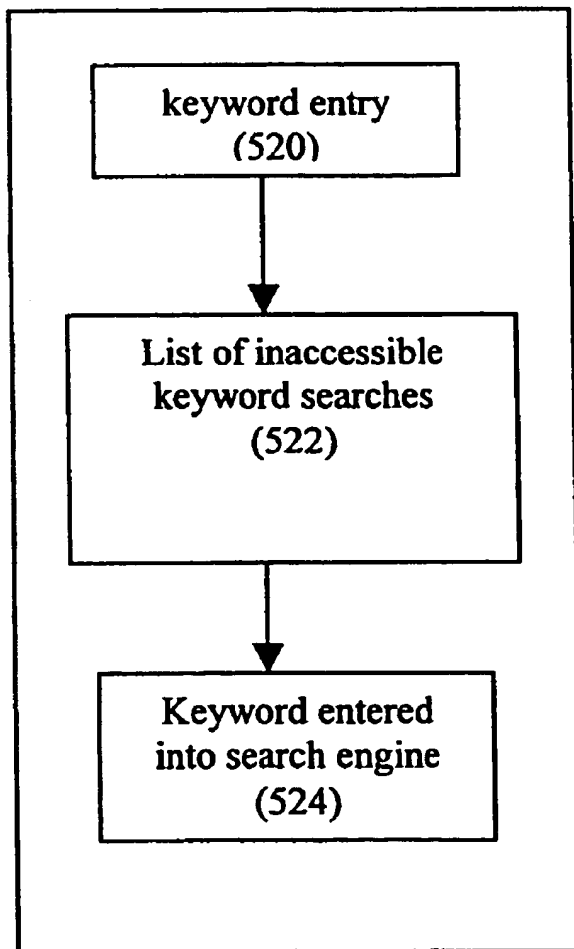 keyword entry
(520)
List of inaccessible
keyword searches
(522)
Keyword entered
into search engine
(524)